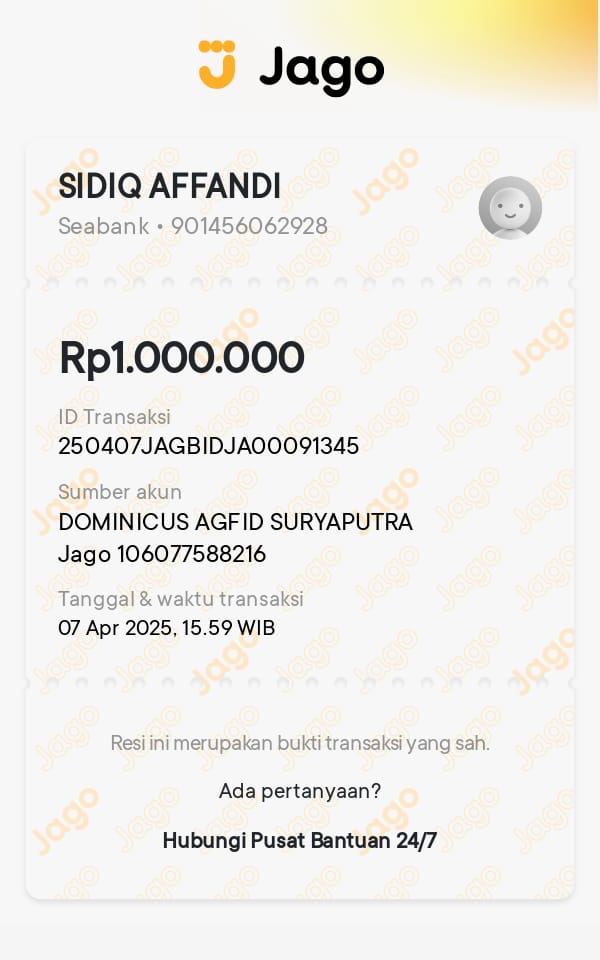 Jago
SIDIQ AFFANDI
Seabank • 901456062928
Rp1.000.000
ID Transaksi
250407JAGBIDJA00091345
Sumber akun
DOMINICUS AGFID SURYAPUTRA
Jago 106077588216
Tanggal & waktu transaksi
07 Apr 2025, 15.59 WIB
Resi ini merupakan bukti transaksi yang sah.
Ada pertanyaan?
Hubungi Pusat Bantuan 24/7